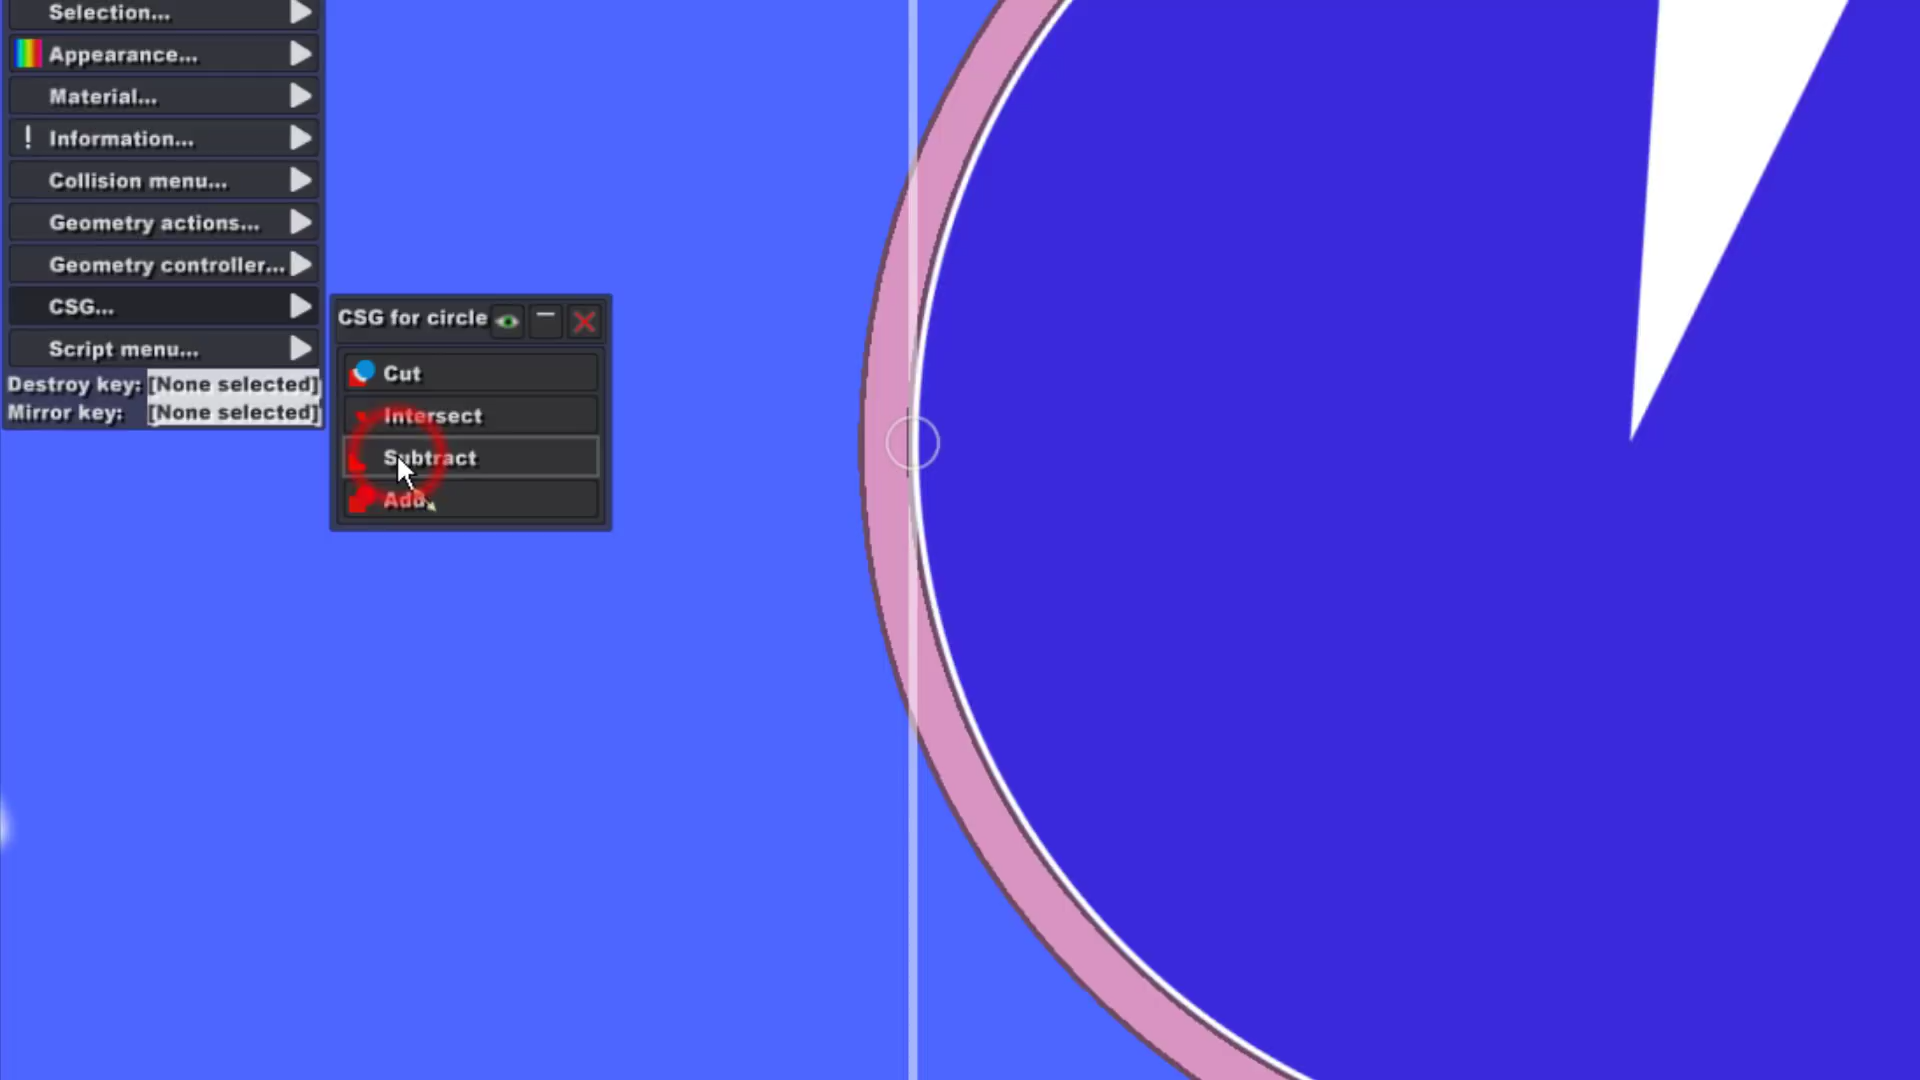 Selection...
Appearance...
Material...
! Information...
Collision menu...
Geometry actions...
Geometry controller...
CSG...
Script menu...
Destroy key: [None selected]
Mirror key: [None selected]
CSG for circle
Cut
Intersect
Subtract
Add